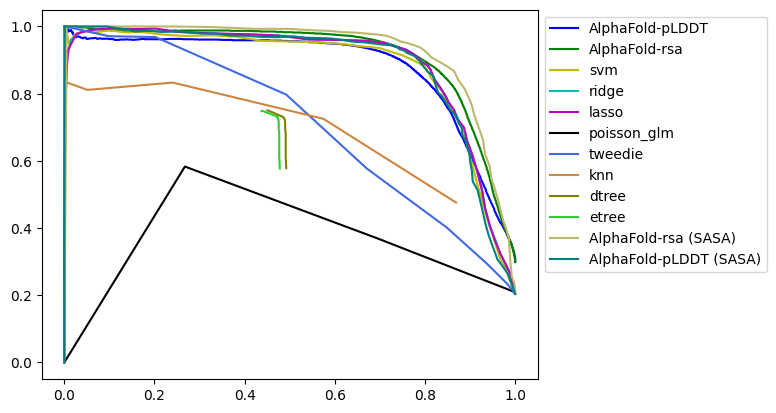 1.0
0.8
0.6
0.4
0.2
0.0
0.0 0.2 0.4 0.6 0.8 1.0
AlphaFold-pLDDT
AlphaFold-rsa
svm
ridge
lasso
poisson_glm
tweedie
knn
dtree
etree
AlphaFold-rsa (SASA)
AlphaFold-pLDDT (SASA)